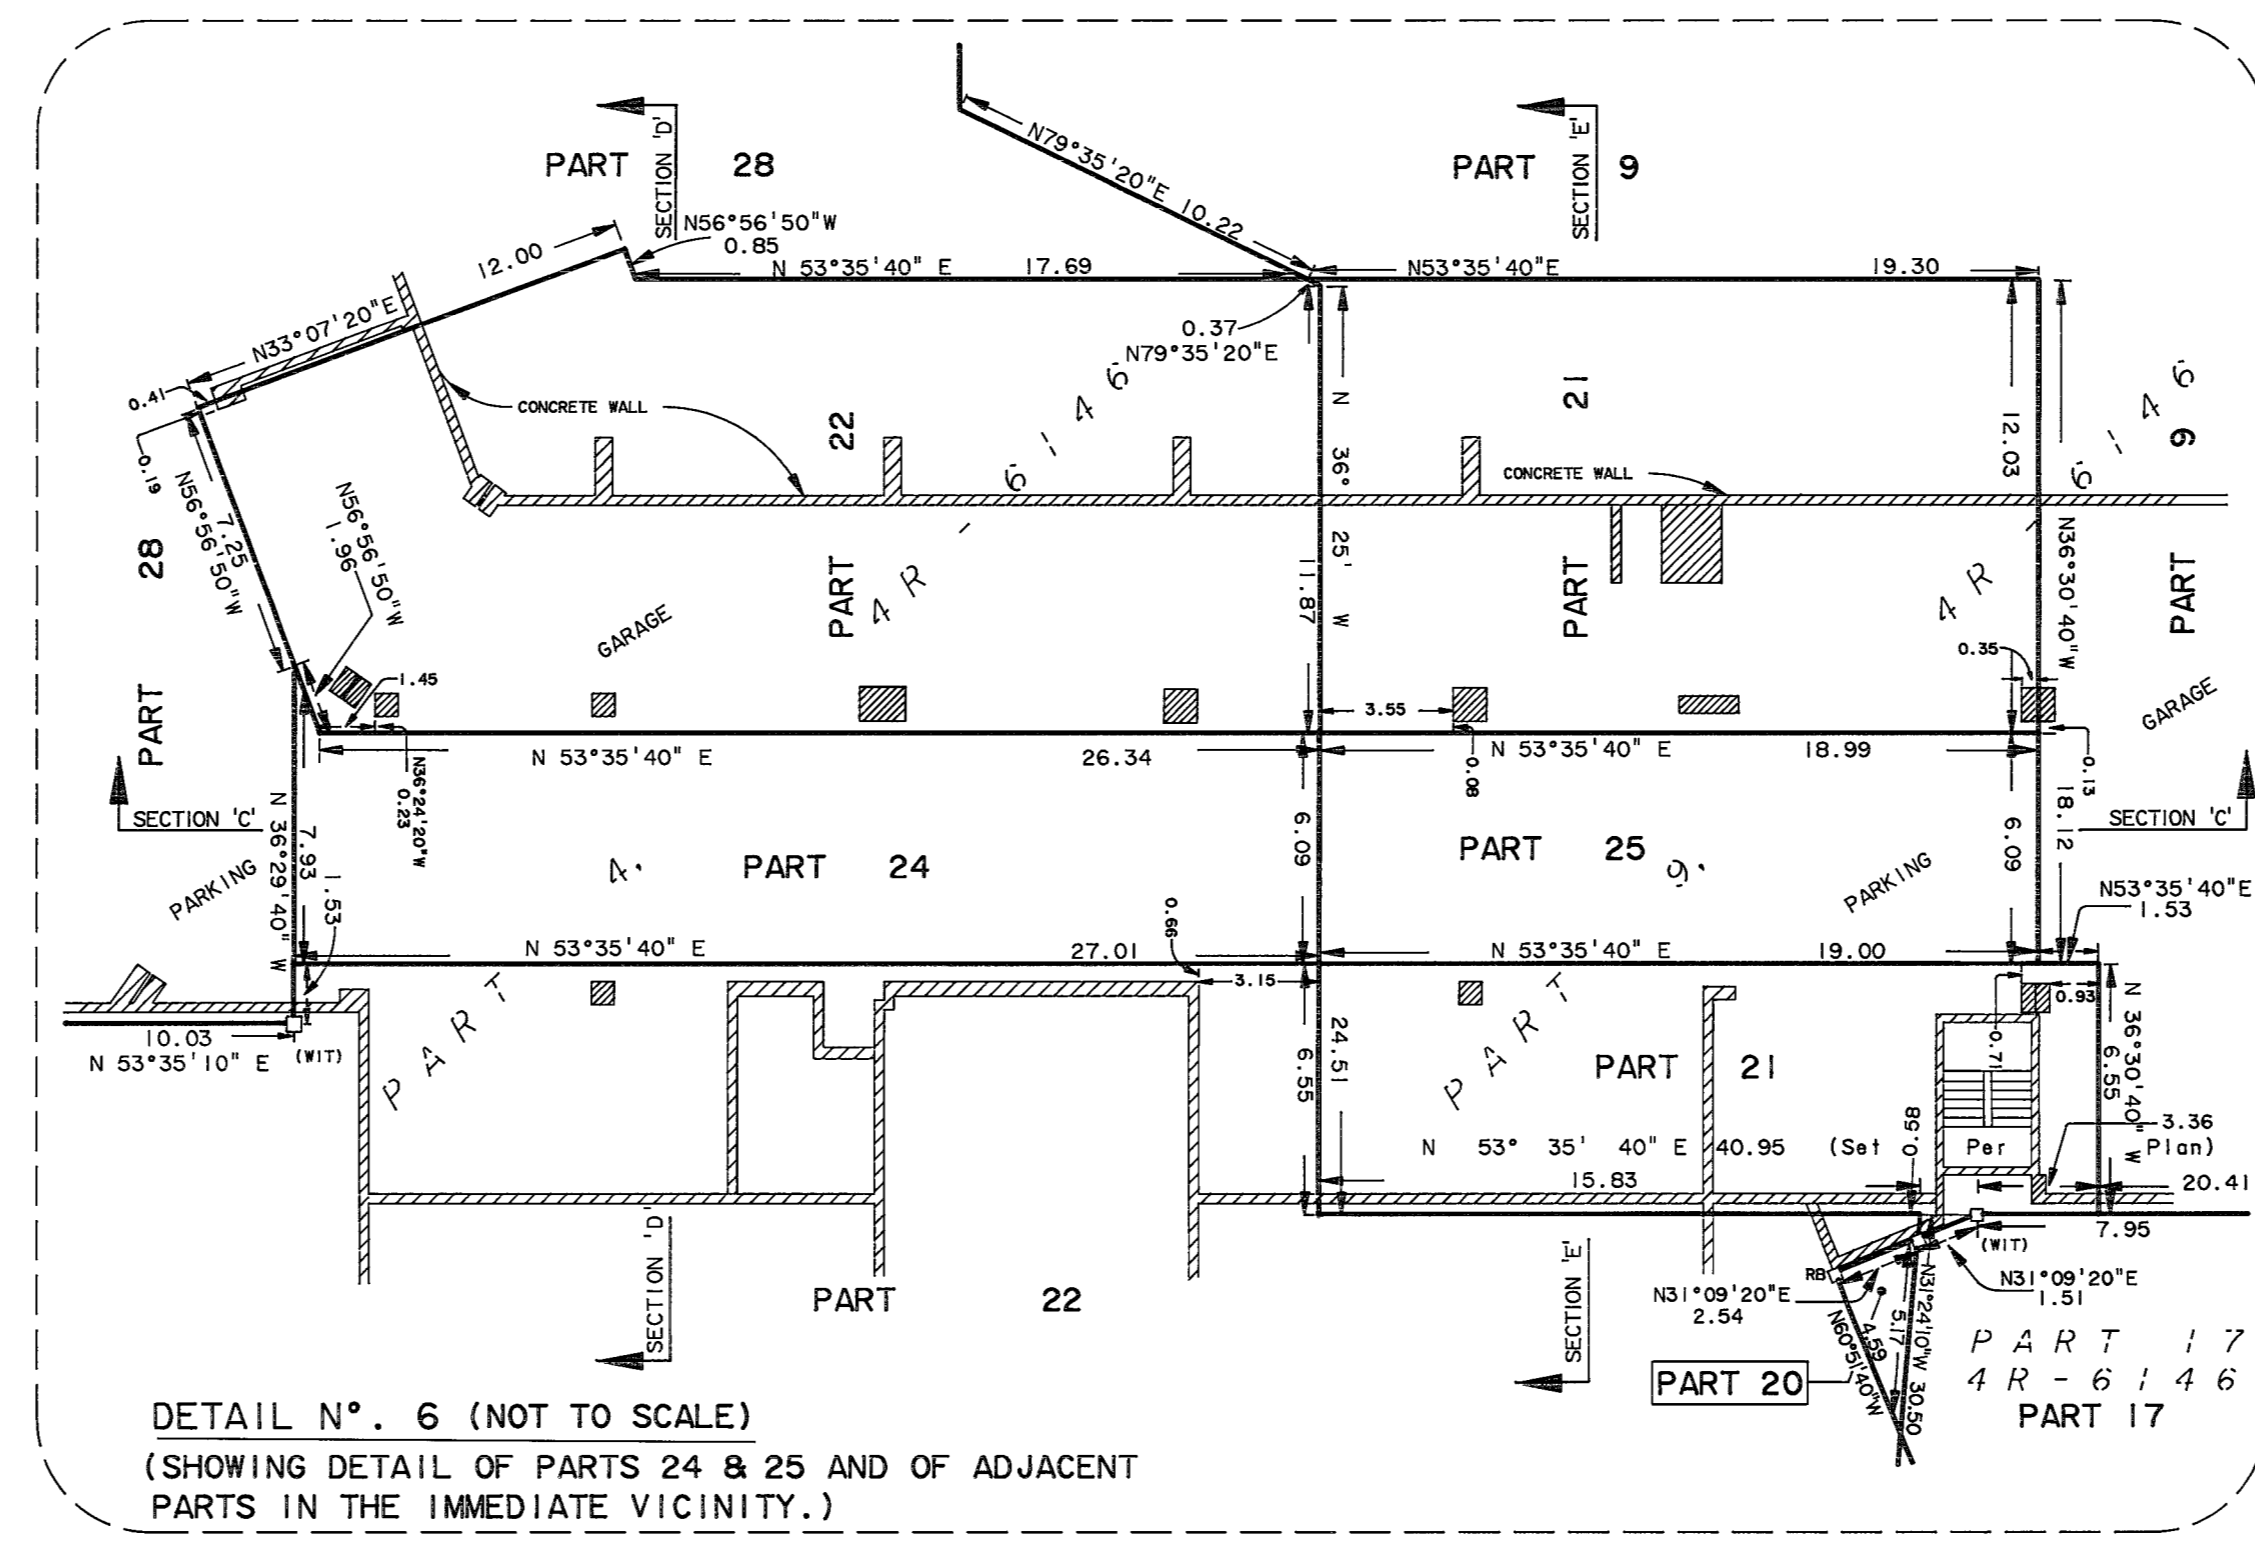 PART 28
SECTION 'D'
PART 9
SECTION 'E'
N79°35'20"E 10.22
N56°56'50"W
0.85
12.00
N33°07'20"E
N 53°35'40" E 17.69
N53°35'40"E 19.30
0.37
N79°35'20"E
0.41
0.19
N56°56'50"W
7.25
N56°56'50"W
1.96
CONCRETE WALL
CONCRETE WALL
PART 22
4R-6146
N 36° 25' W
11.87
PART 21
12.03
4R-6146
N36°30'40"W
18.12
PART 9
PART 28
GARAGE
GARAGE
1.45
3.55
0.35
0.08
0.13
N 53°35'40" E 26.34
N 53°35'40" E 18.99
N36°24'20"W
0.23
SECTION 'C'
SECTION 'C'
N 36°29'40" W
7.93
1.53
PARKING
PART 24
6.09
PART 25
PARKING
6.09
PART 4,
PART 9,
N53°35'40"E
1.53
N 53°35'40" E 27.01
0.66
3.15
N 53°35'40" E 19.00
0.93
0.71
10.03
N 53°35'10" E
(WIT)
6.55
24.51
PART 21
N 36°30'40" W
6.55
3.36
0.58
N 53° 35' 40" E 40.95 (Set Per Plan)
15.83
20.41
7.95
(WIT)
RB
N31°09'20"E
2.54
N31°09'20"E
1.51
N31°24'10"W 30.50
5.17
4.59
N60°51'40"W
PART 22
SECTION 'D'
SECTION 'E'
PART 20
PART 17
4R-6146
PART 17
DETAIL N°. 6 (NOT TO SCALE)
(SHOWING DETAIL OF PARTS 24 & 25 AND OF ADJACENT
PARTS IN THE IMMEDIATE VICINITY.)